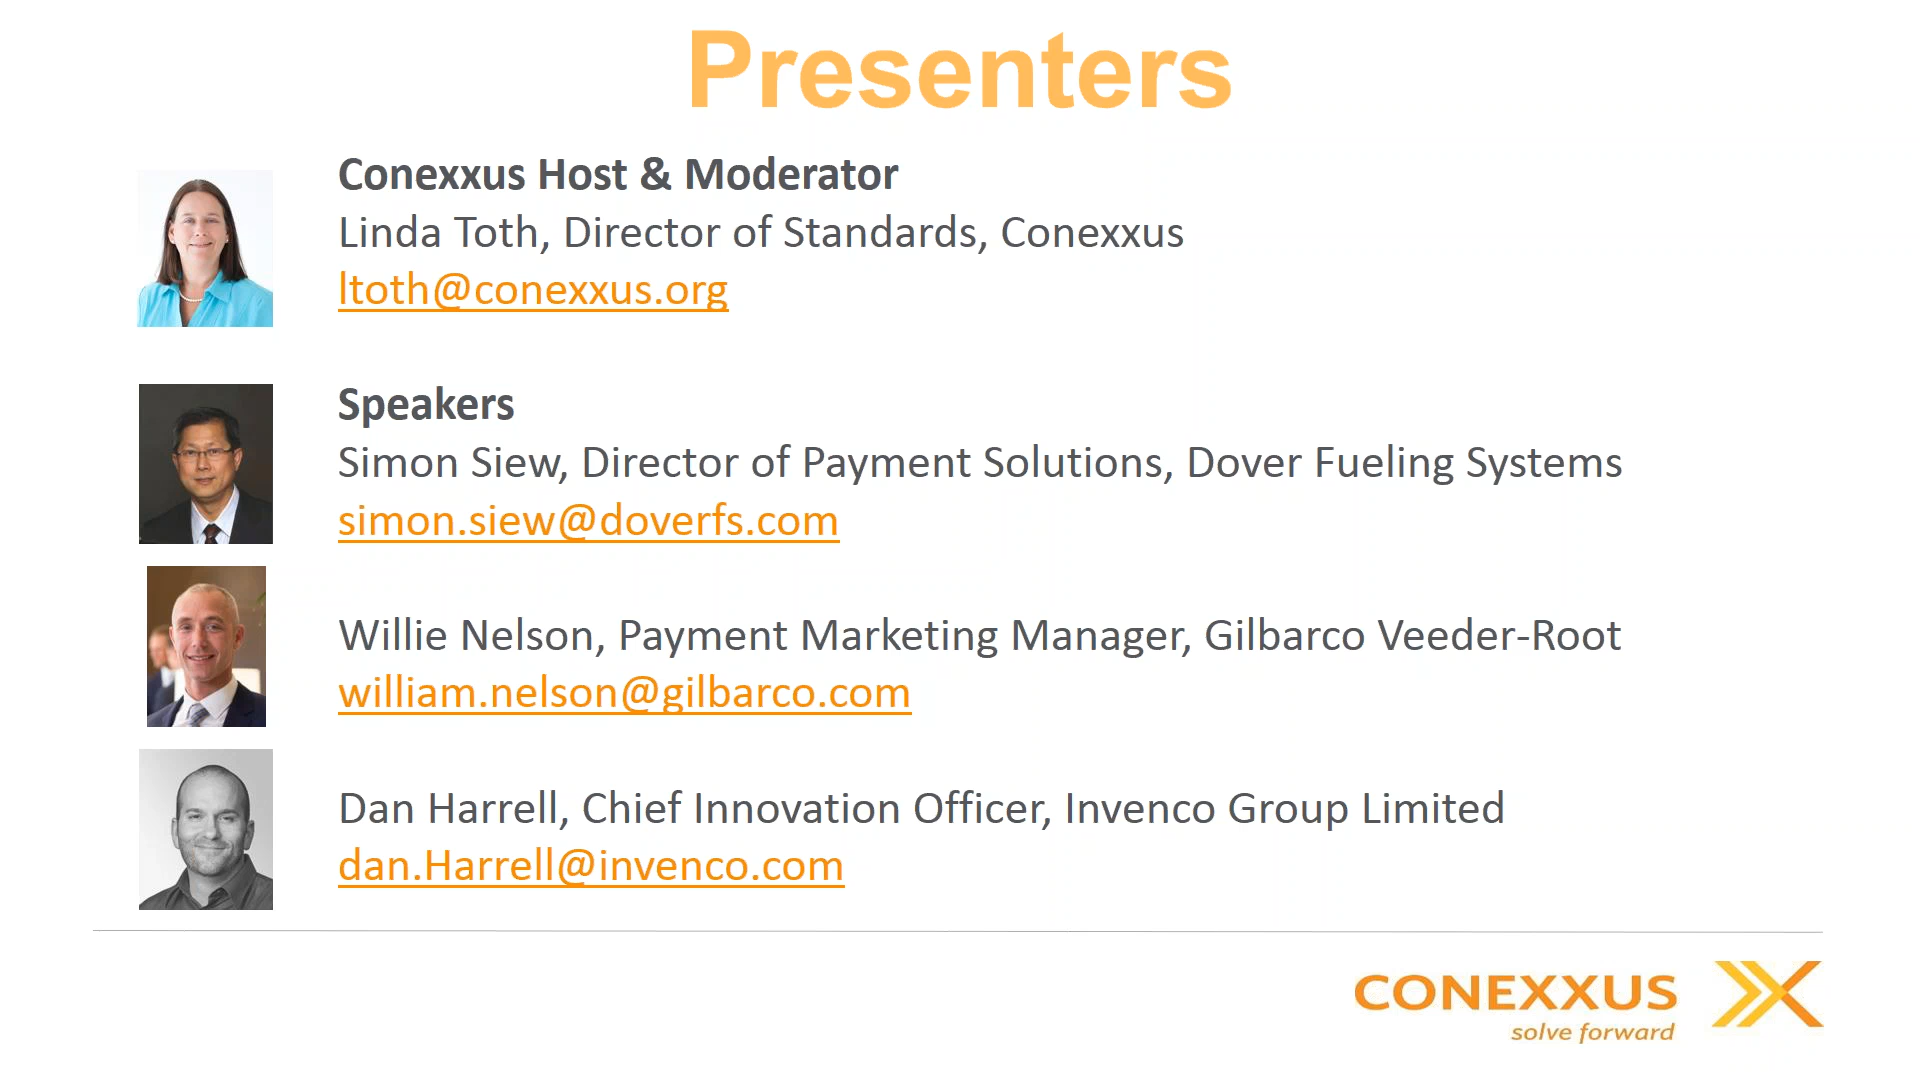 Presenters
Conexxus Host & Moderator
Linda Toth, Director of Standards, Conexxus
ltoth@conexxus.org
Speakers
Simon Siew, Director of Payment Solutions, Dover Fueling Systems
simon.siew@doverfs.com
Willie Nelson, Payment Marketing Manager, Gilbarco Veeder-Root
william.nelson@gilbarco.com
Dan Harrell, Chief Innovation Officer, Invenco Group Limited
dan.Harrell@invenco.com
CONEXXUS
solve forward